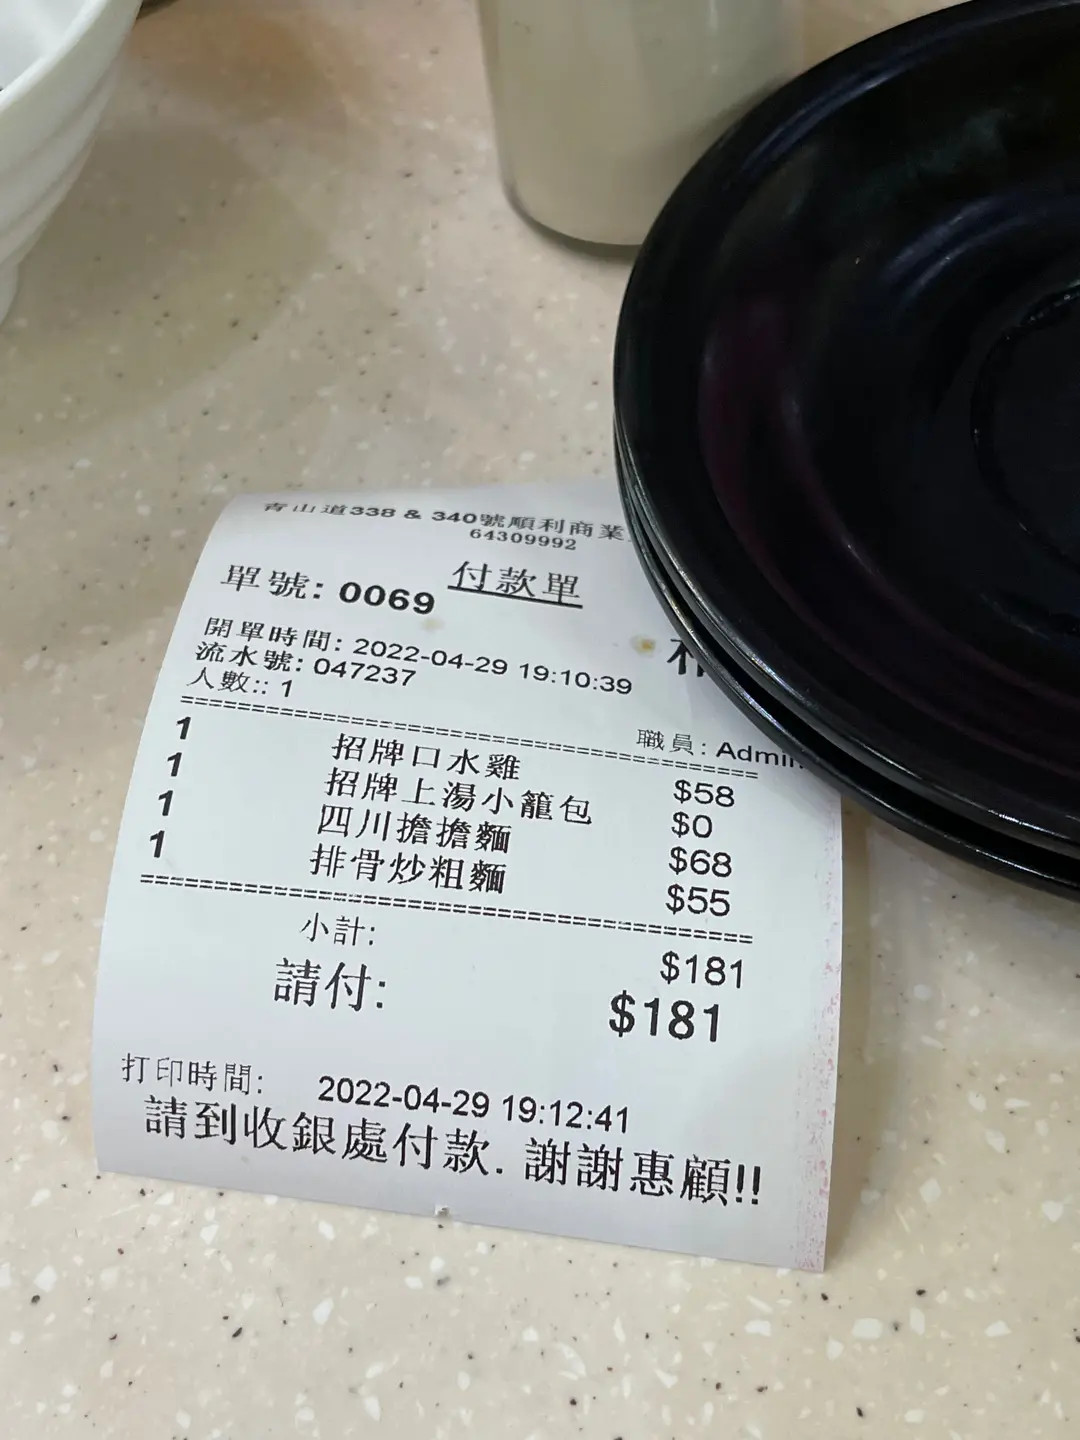 青山道338 & 340號順利商業
64309992
付款單
單號: 0069
開單時間: 2022-04-29 19:10:39
流水號: 047237
人數:: 1
職員: Admin
1 招牌口水雞 $58
1 招牌上湯小籠包 $0
1 四川擔擔麵 $68
1 排骨炒粗麵 $55
小計: $181
請付: $181
打印時間: 2022-04-29 19:12:41
請到收銀處付款. 謝謝惠顧!!